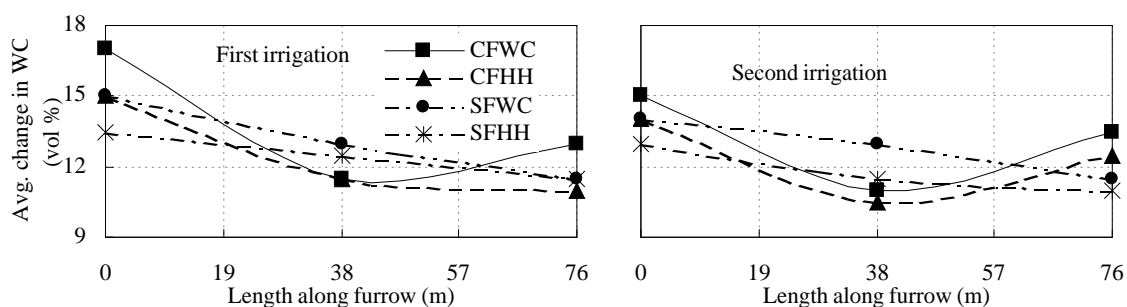 Avg. change in WC
(vol %)
18
15
12
9
First irrigation
CFWC
CFHH
SFWC
SFHH
0 19 38 57 76
Length along furrow (m)
Second irrigation
0 19 38 57 76
Length along furrow (m)